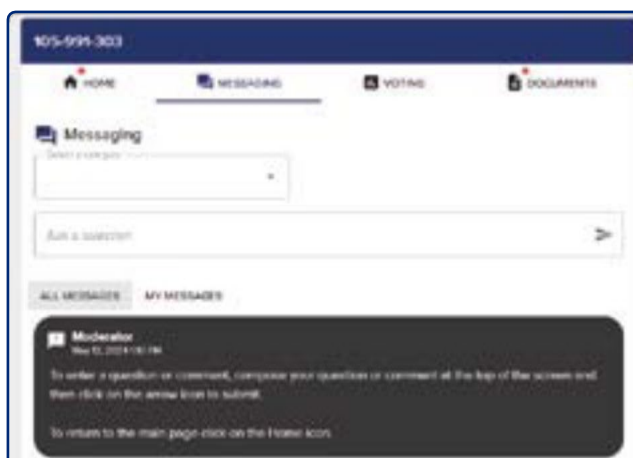 105-991-303
HOME MESSAGING VOTING DOCUMENTS
Messaging
Select a category
Ask a question
ALL MESSAGES MY MESSAGES
Moderator
To enter a question or comment, compose your question or comment at the top of the screen and
then click on the arrow icon to submit.
To return to the main page click on the Home icon.